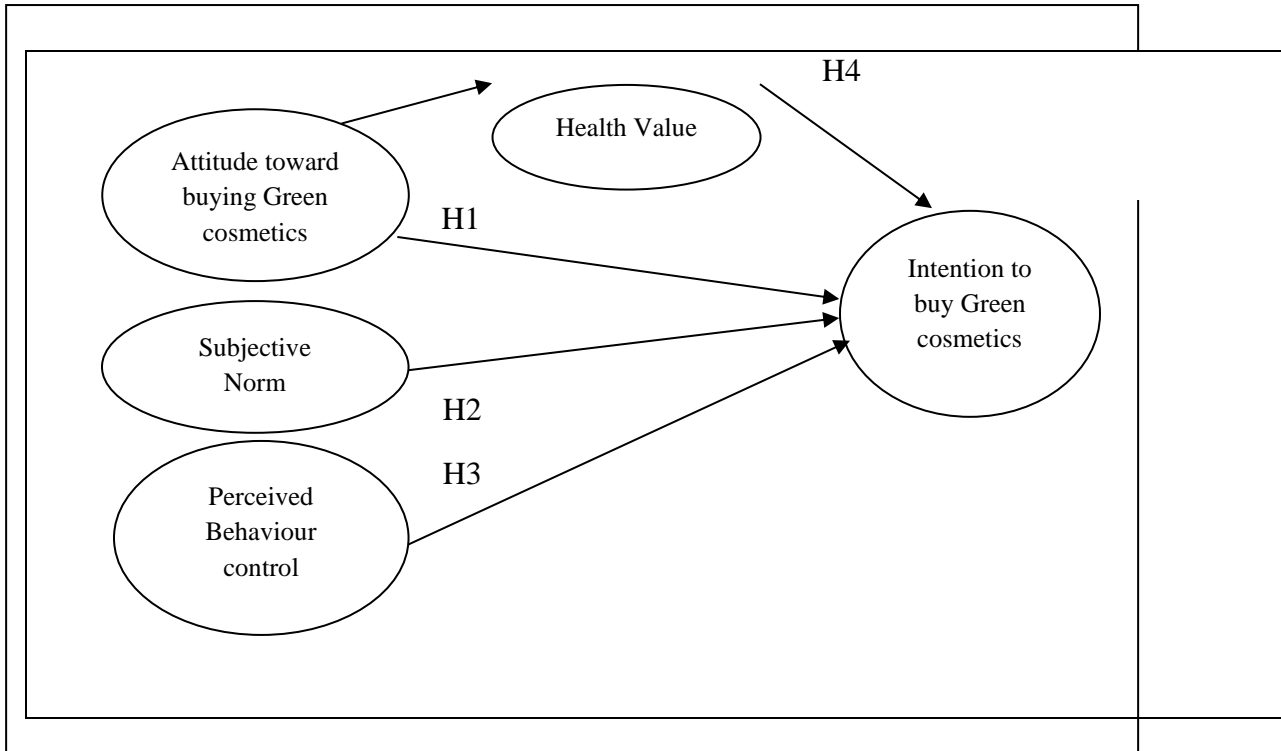 H4
Health Value
Attitude toward
buying Green
cosmetics
H1
Intention to
buy Green
cosmetics
Subjective
Norm
H2
H3
Perceived
Behaviour
control